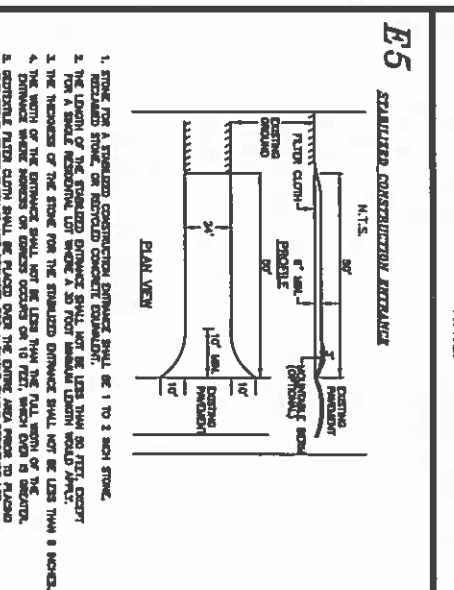 E5
STABILIZED CONSTRUCTION ENTRANCE
N.T.S.
EXISTING
GROUND
FILTER CLOTH
PROFILE
EXISTING
PAVEMENT
MOUNTABLE BERM
(OPTIONAL)
10' MIN.
10'
10'
EXISTING
PAVEMENT
PLAN VIEW
1. STONE FOR A STABILIZED CONSTRUCTION ENTRANCE SHALL BE 1 TO 2 INCH STONE,
RECLAIMED STONE, OR RECYCLED CONCRETE EQUIVALENT.
2. THE LENGTH OF THE STABILIZED ENTRANCE SHALL NOT BE LESS THAN 50 FEET, EXCEPT
FOR A SINGLE RESIDENTIAL LOT WHERE A 30 FOOT MINIMUM LENGTH WOULD APPLY.
3. THE THICKNESS OF THE STONE FOR THE STABILIZED ENTRANCE SHALL NOT BE LESS THAN INCHES.
4. THE WIDTH OF THE ENTRANCE SHALL NOT BE LESS THAN THE FULL WIDTH OF THE
ENTRANCE WHERE INGRESS OR EGRESS OCCURS OR 10 FEET, WHICH EVER IS GREATER.
5. GEOTEXTILE FILTER CLOTH SHALL BE PLACED OVER THE ENTIRE AREA PRIOR TO PLACING